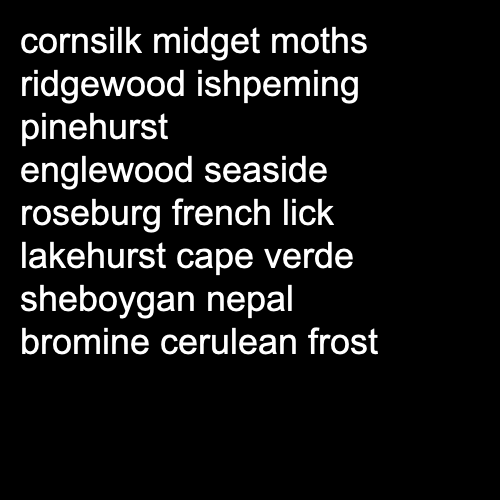 cornsilk midget moths
ridgewood ishpeming
pinehurst
englewood seaside
roseburg french lick
lakehurst cape verde
sheboygan nepal
bromine cerulean frost